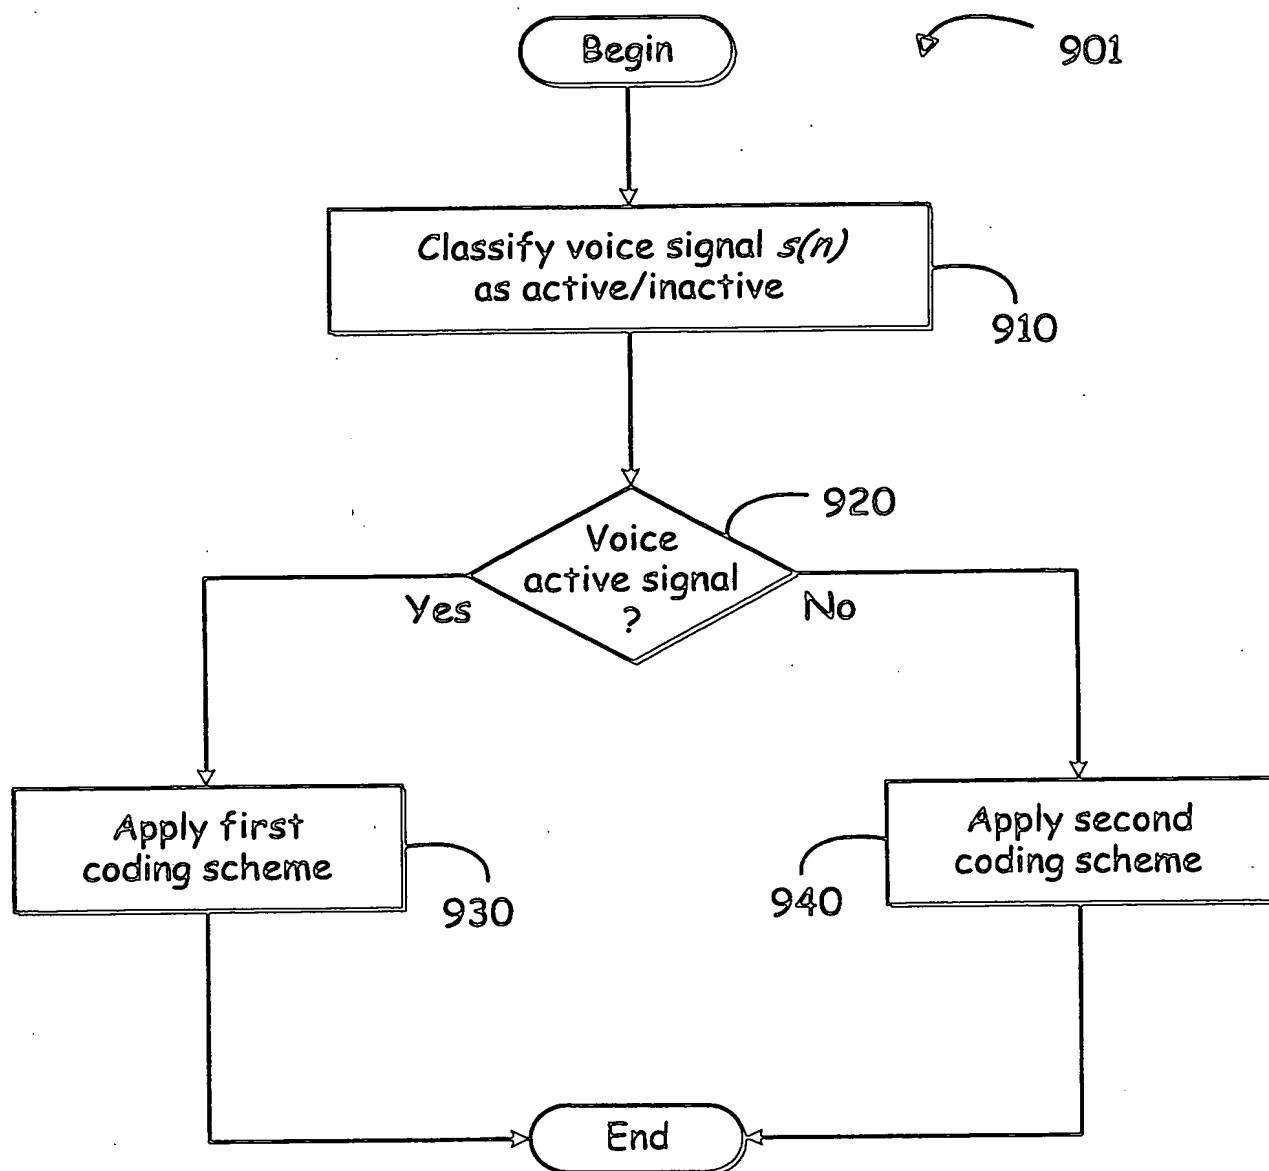 Begin
901
Classify voice signal s(n)
as active/inactive
910
920
Voice
active signal
?
Yes
No
Apply first
coding scheme
930
Apply second
coding scheme
940
End